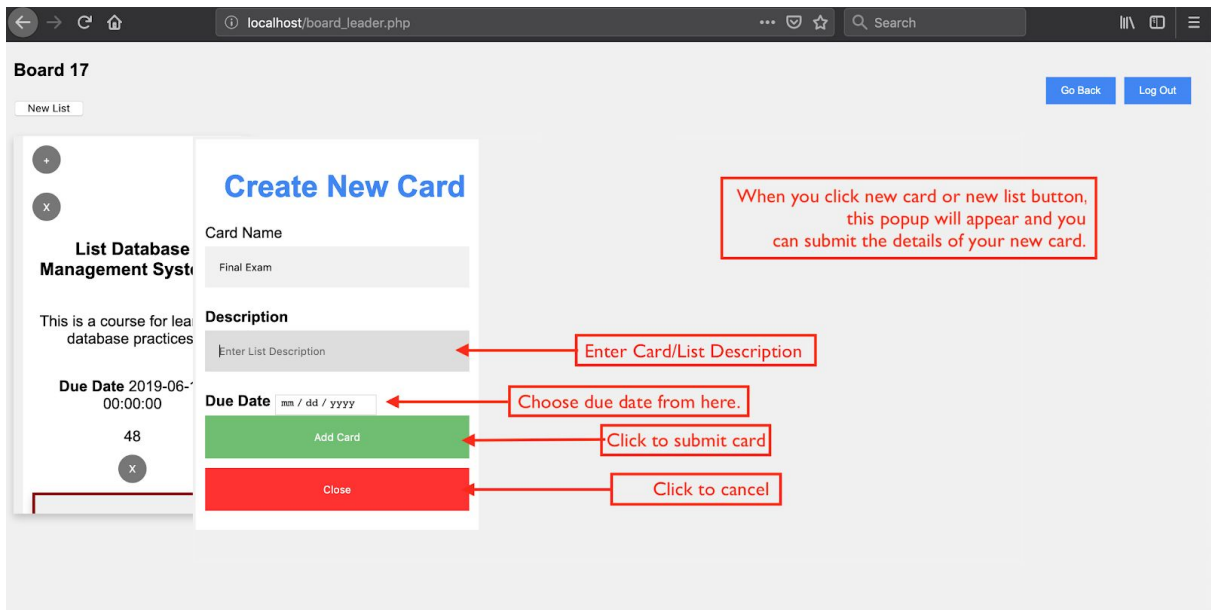 localhost/board_leader.php
Search
Board 17
Go Back
Log Out
New List
+
X
List Database
Management
This is a course for
database practices
Due Date 2019-06-
00:00:00
48
X
Create New Card
Card Name
Final Exam
Description
Enter List Description
Due Date mm / dd / yyyy
Add Card
Close
When you click new card or new list button,
this popup will appear and you
can submit the details of your new card.
Enter Card/List Description
Choose due date from here.
Click to submit card
Click to cancel